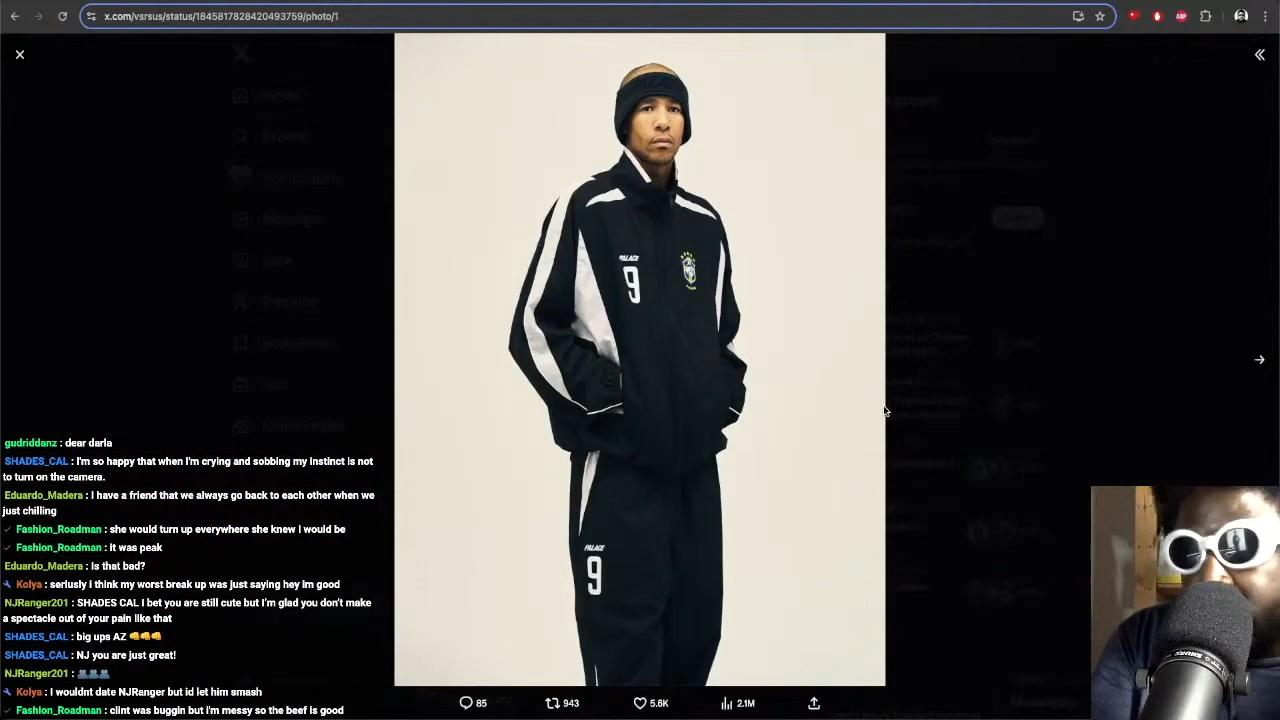 x.com/vsrsus/status/1845817828420493759/photo/1
ABP
PALACE
9
BRASIL
PALACE
9
85
943
5.6K
2.1M
gudriddanz : dear darla
SHADES_CAL : I'm so happy that when I'm crying and sobbing my instinct is not
to turn on the camera.
Eduardo_Madera : I have a friend that we always go back to each other when we
just chilling
Fashion_Roadman : she would turn up everywhere she knew I would be
Fashion_Roadman : It was peak
Eduardo_Madera : Is that bad?
Kolya : seriusly i think my worst break up was just saying hey im good
NJRanger201 : SHADES CAL I bet you are still cute but I'm glad you don't make
a spectacle out of your pain like that
SHADES_CAL : big ups AZ 👊👊👊
SHADES_CAL : NJ you are just great!
NJRanger201 : 🫂🫂🫂
Kolya : I wouldnt date NJRanger but id let him smash
Fashion_Roadman : clint was buggin but i'm messy so the beef is good